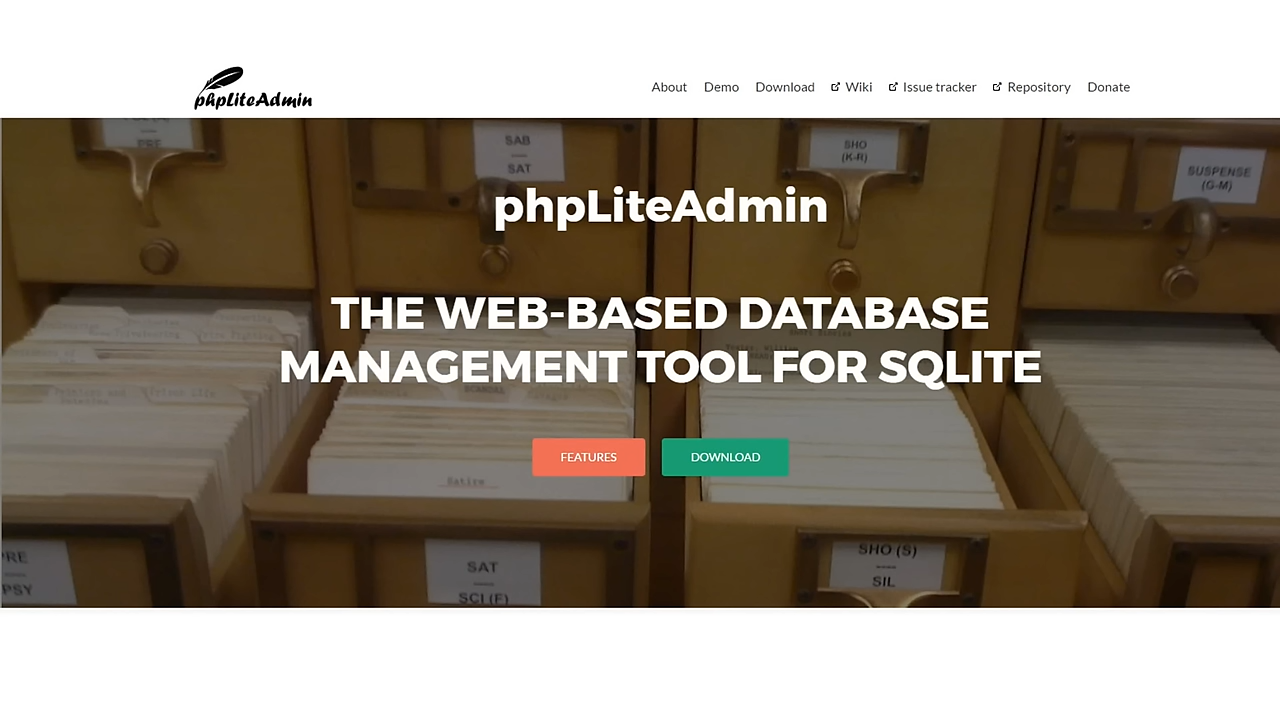 phpLiteAdmin
About Demo Download Wiki Issue tracker Repository Donate
PRE
SAB
SAT
SHO
(K-R)
SUSPENSE
(G-M)
phpLiteAdmin
THE WEB-BASED DATABASE
MANAGEMENT TOOL FOR SQLITE
FEATURES DOWNLOAD
Satire
PRE
PSY
SAT
SCI (F)
SHO (S)
SIL